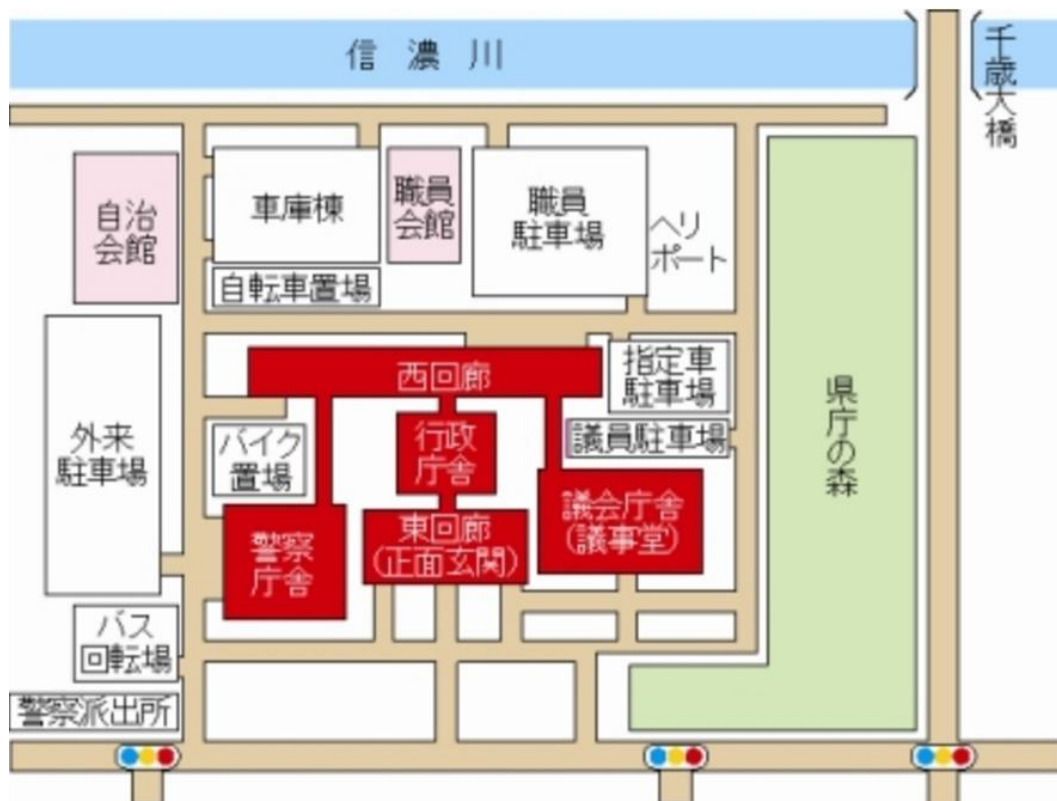 信濃川
千歳大橋
自治
会館
車庫棟
職員
会館
職員
駐車場
ヘリ
ポート
自転車置場
西回廊
指定車
駐車場
県庁の森
外来
駐車場
バイク
置場
行政
庁舎
議員駐車場
警察
庁舎
東回廊
(正面玄関)
議会庁舎
(議事堂)
バス
回転場
警察派出所